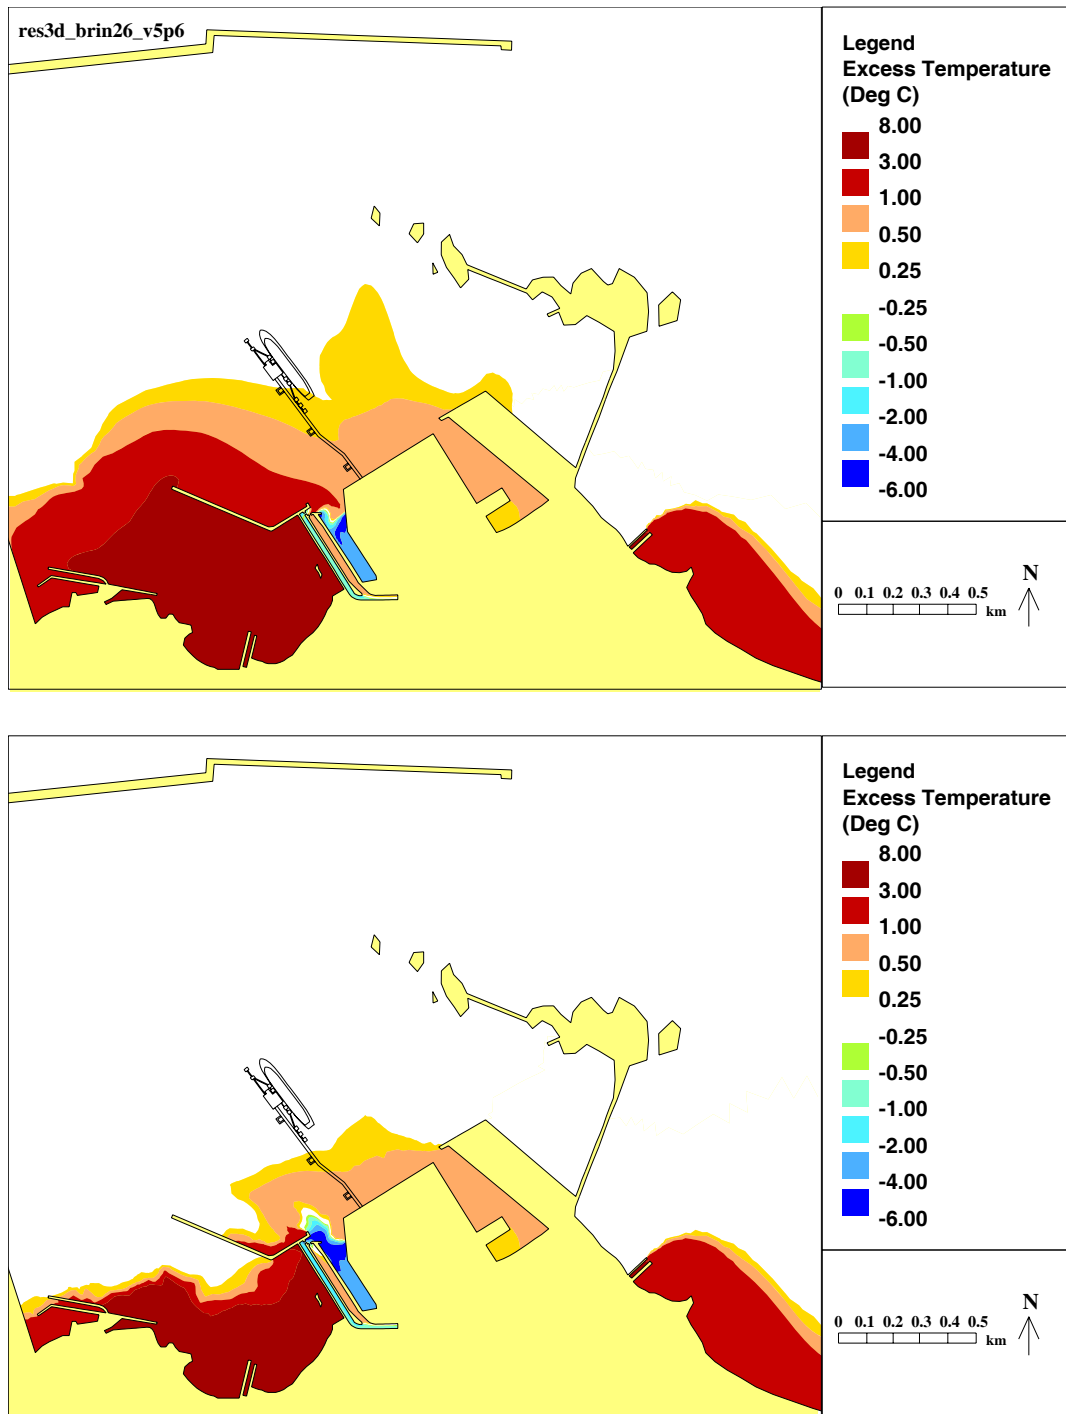 res3d_brin26_v5p6
Legend
Excess Temperature
(Deg C)
8.00
3.00
1.00
0.50
0.25
-0.25
-0.50
-1.00
-2.00
-4.00
-6.00
0 0.1 0.2 0.3 0.4 0.5
km
N
Legend
Excess Temperature
(Deg C)
8.00
3.00
1.00
0.50
0.25
-0.25
-0.50
-1.00
-2.00
-4.00
-6.00
0 0.1 0.2 0.3 0.4 0.5
km
N